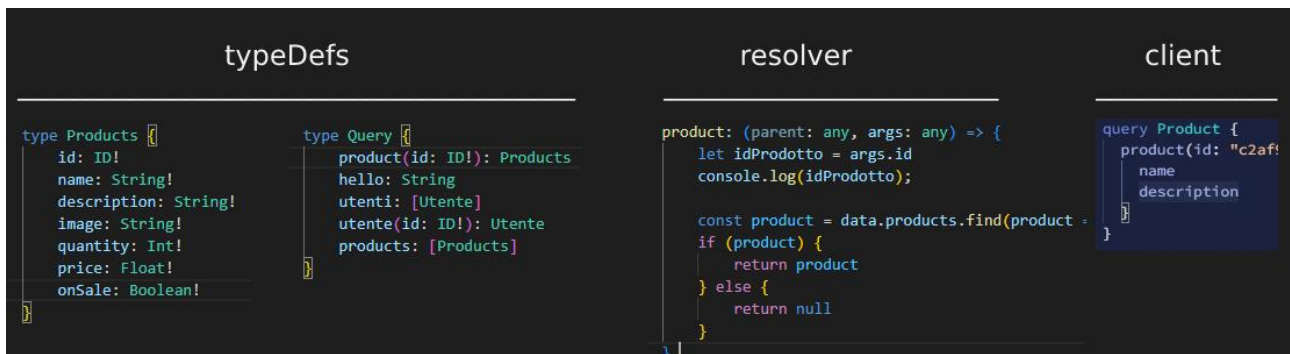 typeDefs
type Products {
id: ID!
name: String!
description: String!
image: String!
quantity: Int!
price: Float!
onSale: Boolean!
}
type Query {
product(id: ID!): Products
hello: String
utenti: [Utente]
utente(id: ID!): Utente
products: [Products]
}
resolver
product: (parent: any, args: any) => {
let idProdotto = args.id
console.log(idProdotto);
const product = data.products.find(product =
if (product) {
return product
} else {
return null
}
}
client
query Product {
product(id: "c2af9
name
description
}
}